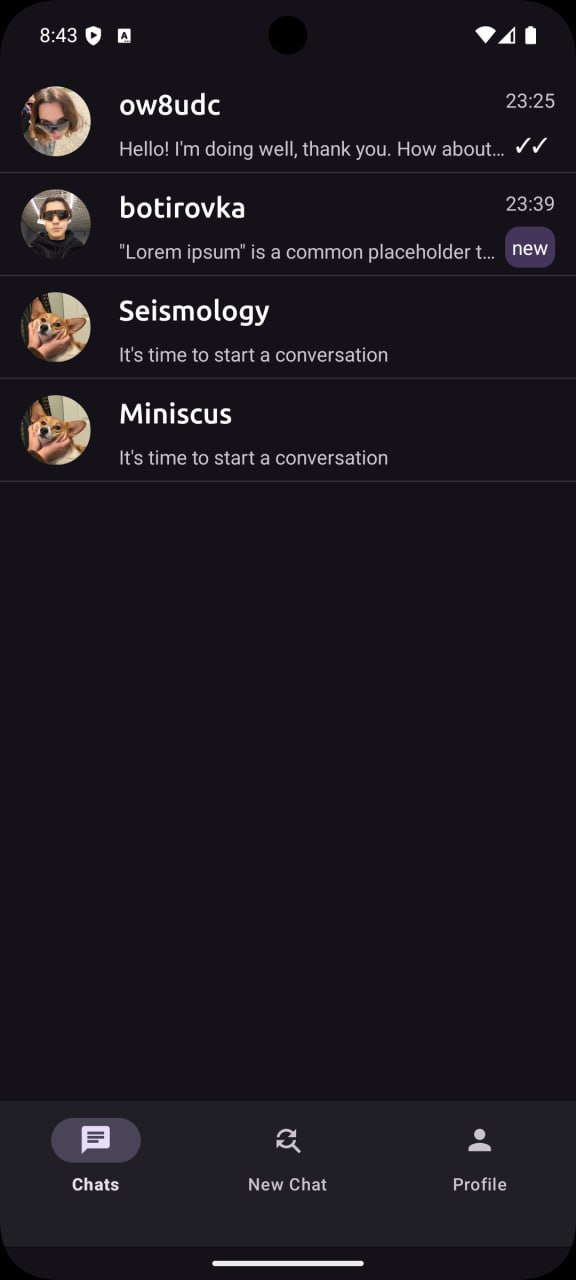 8:43
ow8udc 23:25
Hello! I'm doing well, thank you. How about… ✓✓
botirovka 23:39
"Lorem ipsum" is a common placeholder t… new
Seismology
It's time to start a conversation
Miniscus
It's time to start a conversation
Chats New Chat Profile